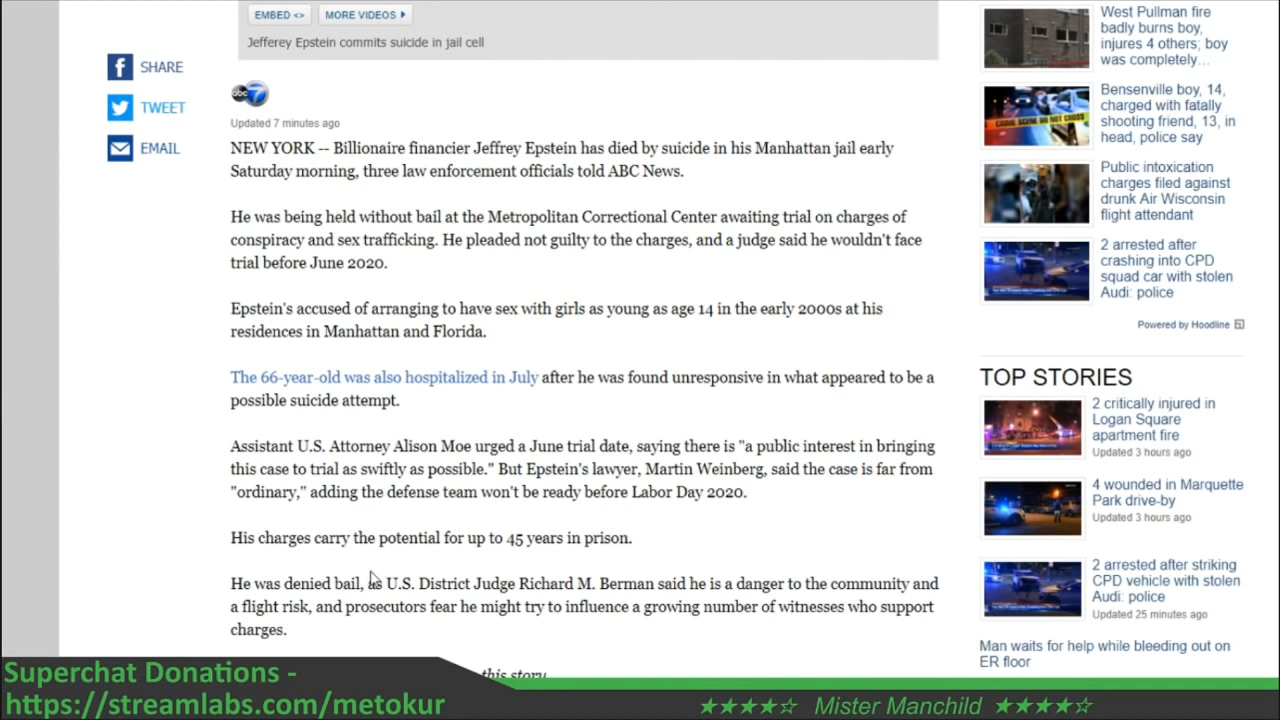 EMBED <>
MORE VIDEOS
Jefferey Epstein commits suicide in jail cell
SHARE
TWEET
EMAIL
abc 7
Updated 7 minutes ago
NEW YORK -- Billionaire financier Jeffrey Epstein has died by suicide in his Manhattan jail early
Saturday morning, three law enforcement officials told ABC News.
He was being held without bail at the Metropolitan Correctional Center awaiting trial on charges of
conspiracy and sex trafficking. He pleaded not guilty to the charges, and a judge said he wouldn't face
trial before June 2020.
Epstein's accused of arranging to have sex with girls as young as age 14 in the early 2000s at his
residences in Manhattan and Florida.
The 66-year-old was also hospitalized in July after he was found unresponsive in what appeared to be a
possible suicide attempt.
Assistant U.S. Attorney Alison Moe urged a June trial date, saying there is "a public interest in bringing
this case to trial as swiftly as possible." But Epstein's lawyer, Martin Weinberg, said the case is far from
"ordinary," adding the defense team won't be ready before Labor Day 2020.
His charges carry the potential for up to 45 years in prison.
He was denied bail, as U.S. District Judge Richard M. Berman said he is a danger to the community and
a flight risk, and prosecutors fear he might try to influence a growing number of witnesses who support
charges.
this story
West Pullman fire
badly burns boy,
injures 4 others; boy
was completely…
CRIME SCENE DO NOT CROSS
Bensenville boy, 14,
charged with fatally
shooting friend, 13, in
head, police say
Public intoxication
charges filed against
drunk Air Wisconsin
flight attendant
2 arrested after
crashing into CPD
squad car with stolen
Audi: police
Powered by Hoodline
TOP STORIES
2 critically injured in
Logan Square
apartment fire
Updated 3 hours ago
4 wounded in Marquette
Park drive-by
Updated 3 hours ago
2 arrested after striking
CPD vehicle with stolen
Audi: police
Updated 25 minutes ago
Man waits for help while bleeding out on
ER floor
Superchat Donations -
https://streamlabs.com/metokur
★★★★☆ Mister Manchild ★★★★☆